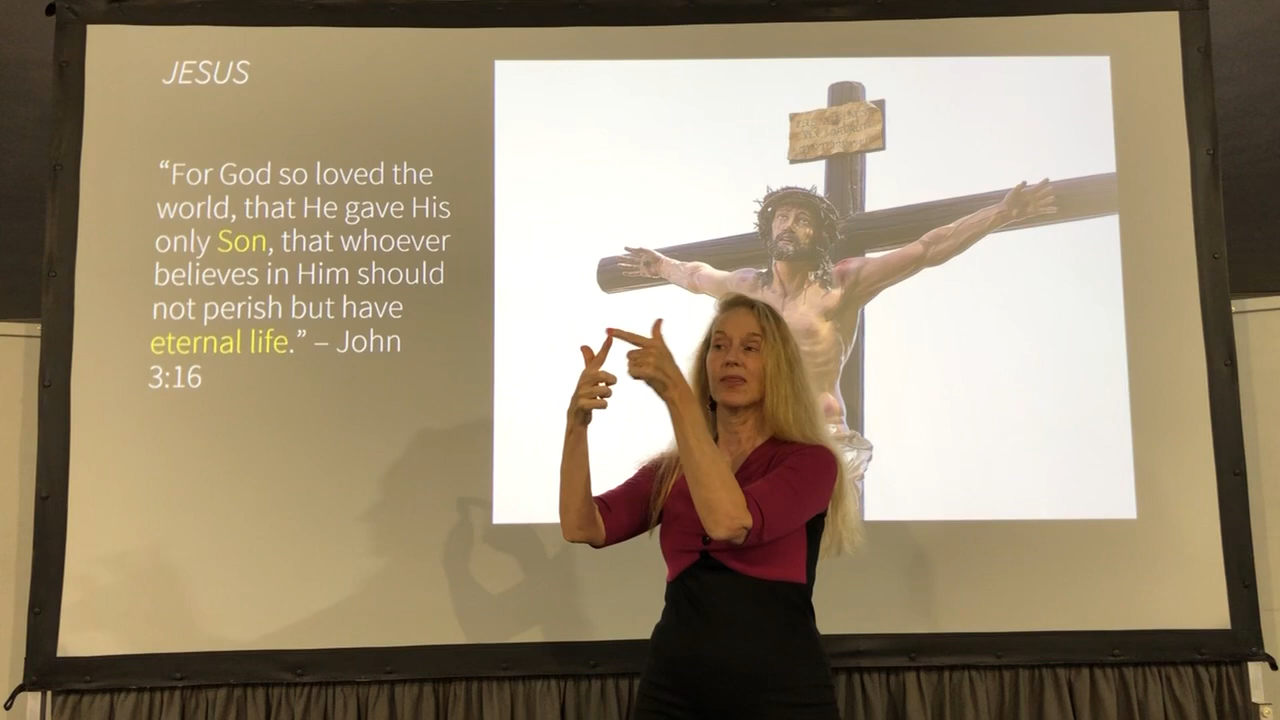 JESUS
“For God so loved the
world, that He gave His
only Son, that whoever
believes in Him should
not perish but have
eternal life.” – John
3:16